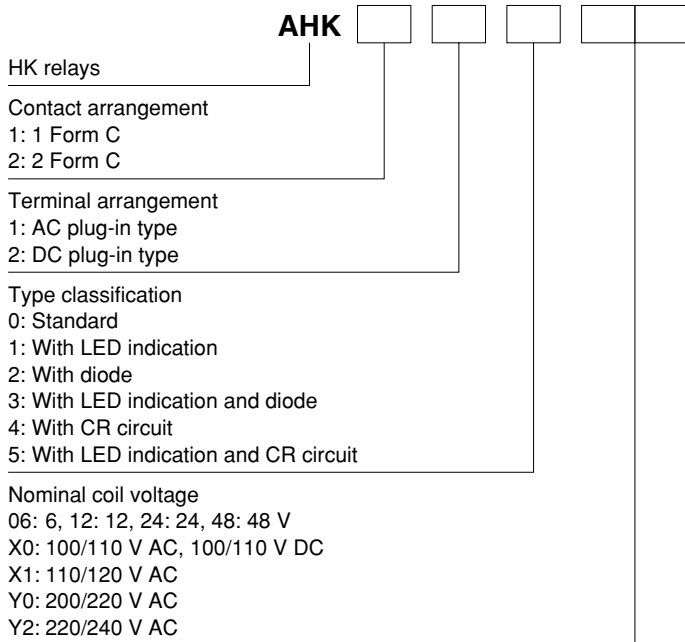 AHK
HK relays
Contact arrangement
1: 1 Form C
2: 2 Form C
Terminal arrangement
1: AC plug-in type
2: DC plug-in type
Type classification
0: Standard
1: With LED indication
2: With diode
3: With LED indication and diode
4: With CR circuit
5: With LED indication and CR circuit
Nominal coil voltage
06: 6, 12: 12, 24: 24, 48: 48 V
X0: 100/110 V AC, 100/110 V DC
X1: 110/120 V AC
Y0: 200/220 V AC
Y2: 220/240 V AC